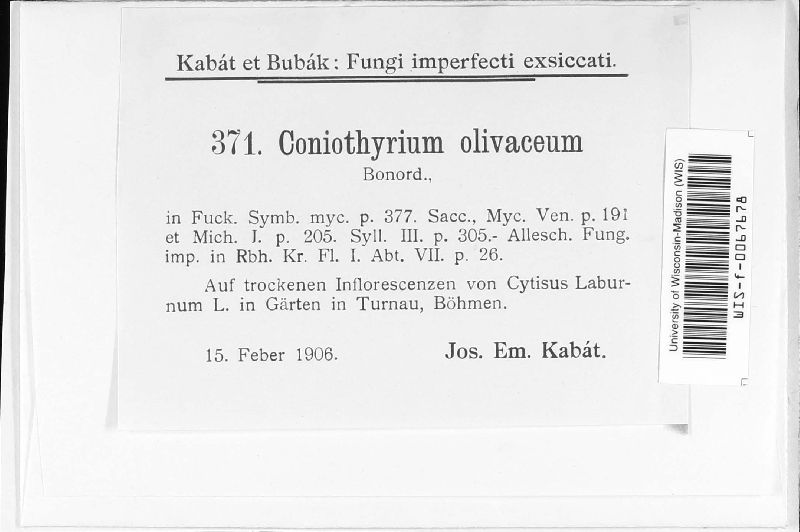 Kabát et Bubák: Fungi imperfecti exsiccati.
371. Coniothyrium olivaceum
Bonord.,
in Fuck. Symb. myc. p. 377. Sacc., Myc. Ven. p. 191
et Mich. I. p. 205. Syll. III. p. 305.- Allesch. Fung.
imp. in Rbh. Kr. Fl. I. Abt. VII. p. 26.
Auf trockenen Inflorescenzen von Cytisus Labur-
num L. in Gärten in Turnau, Böhmen.
15. Feber 1906.
Jos. Em. Kabát.
University of Wisconsin-Madison (WIS)
WIS-f-0067678